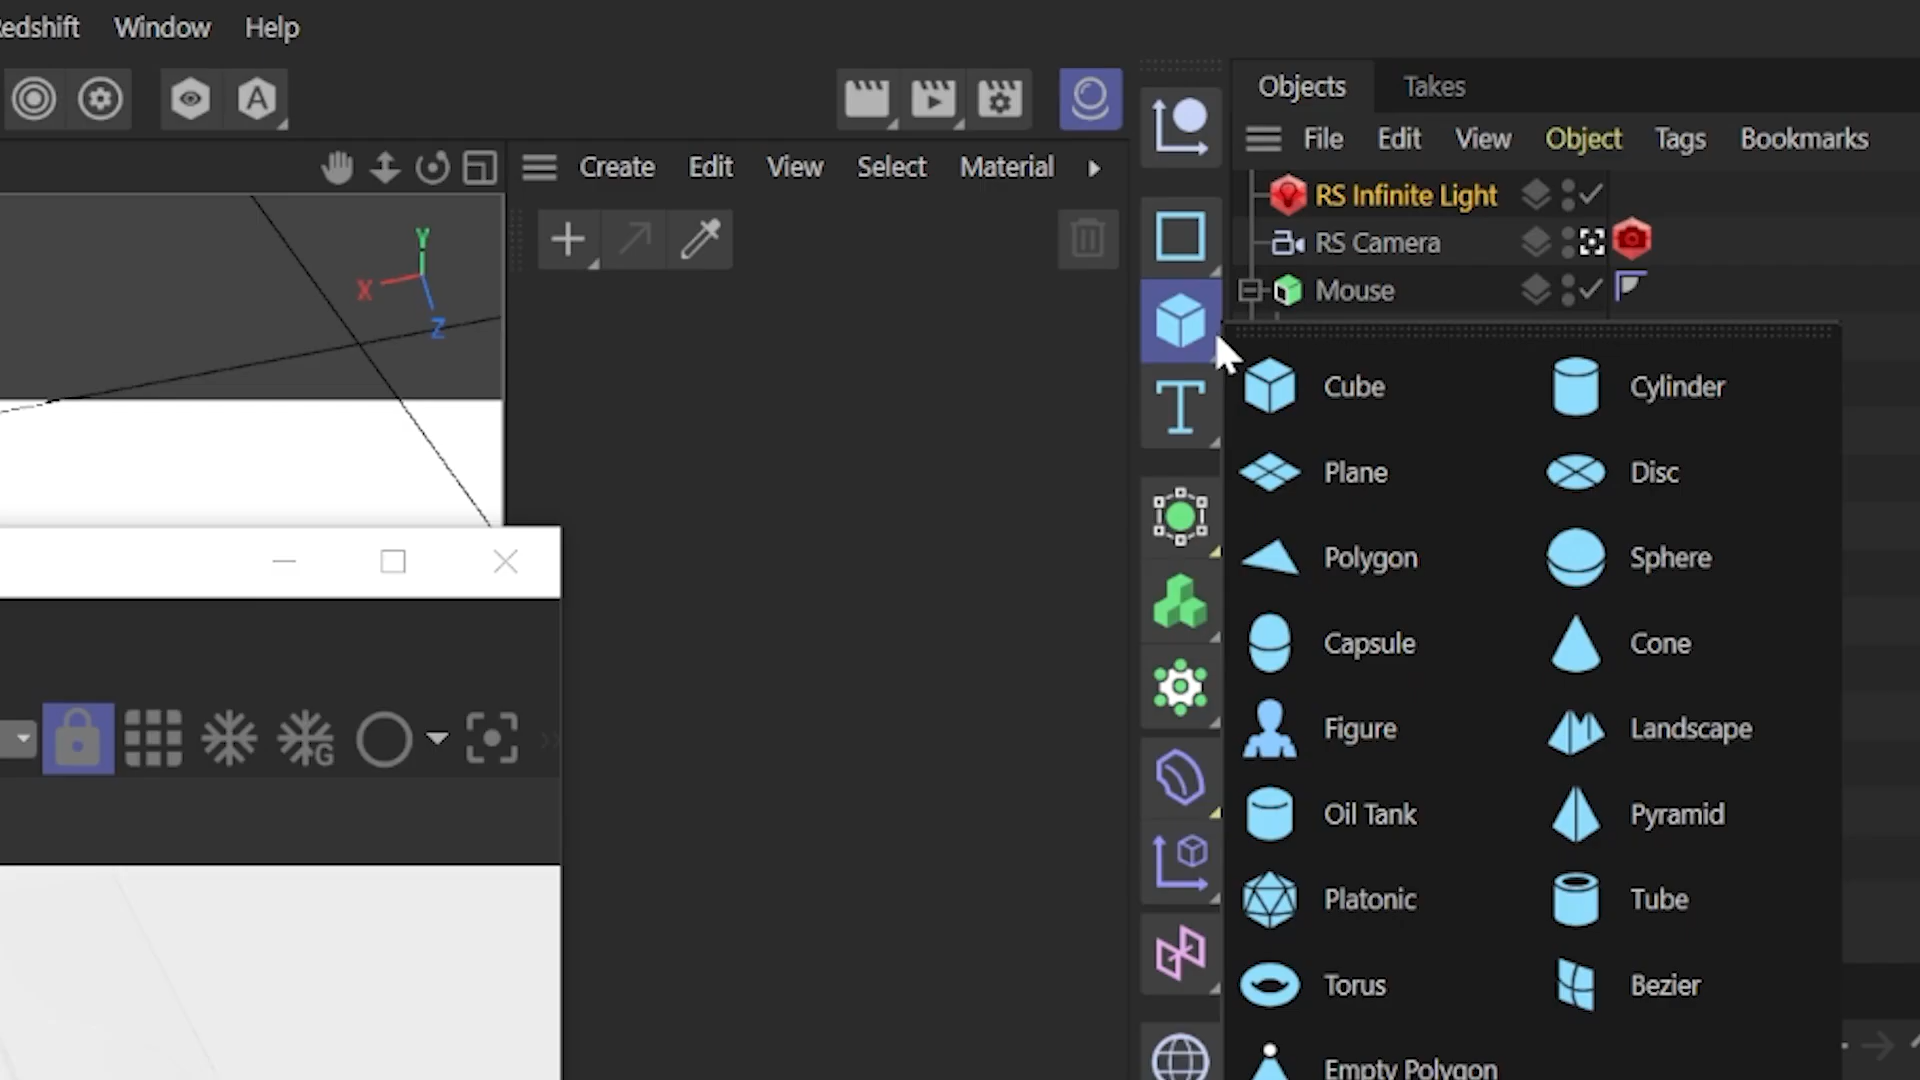 Window Help
Objects Takes
File Edit View Object Tags Bookmarks
Create Edit View Select Material
RS Infinite Light
RS Camera
Mouse
Y
X
Z
A
T
G
Cube Cylinder
Plane Disc
Polygon Sphere
Capsule Cone
Figure Landscape
Oil Tank Pyramid
Platonic Tube
Torus Bezier
Empty Polygon